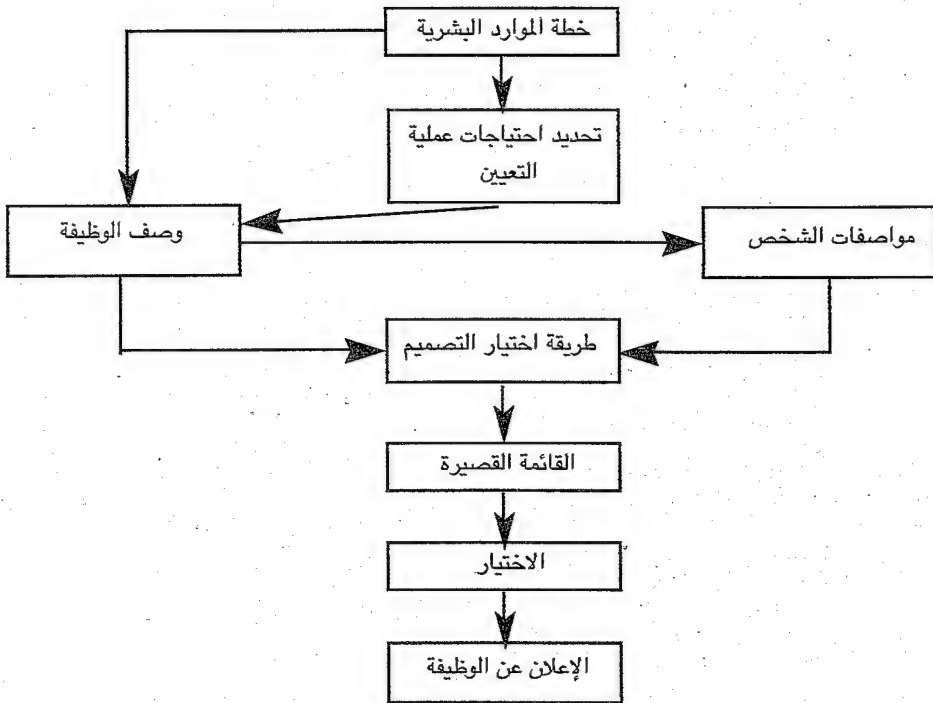 خطة الموارد البشرية
تحديد احتياجات عملية
التعيين
مواصفات الشخص
وصف الوظيفة
طريقة اختيار التصميم
القائمة القصيرة
الاختيار
الإعلان عن الوظيفة